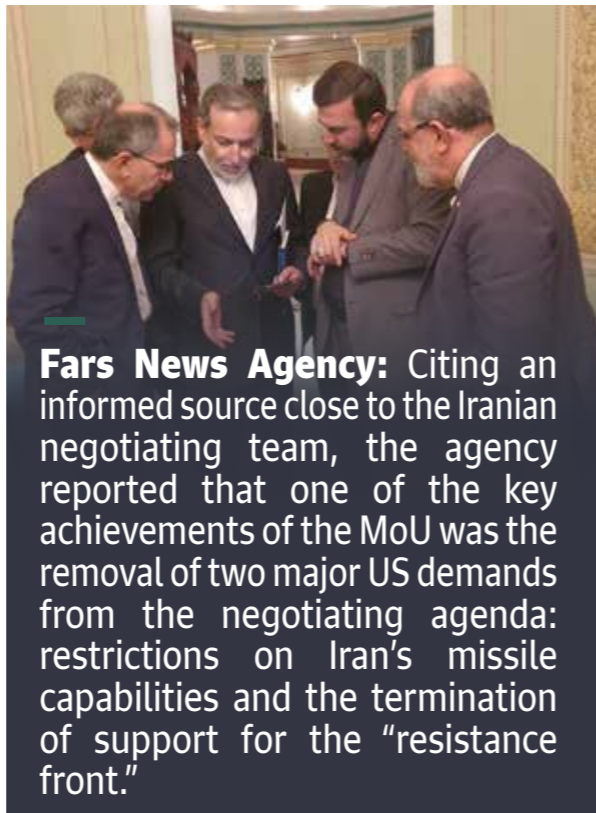 Fars News Agency: Citing an
informed source close to the Iranian
negotiating team, the agency
reported that one of the key
achievements of the MoU was the
removal of two major US demands
from the negotiating agenda:
restrictions on Iran’s missile
capabilities and the termination
of support for the “resistance
front.”